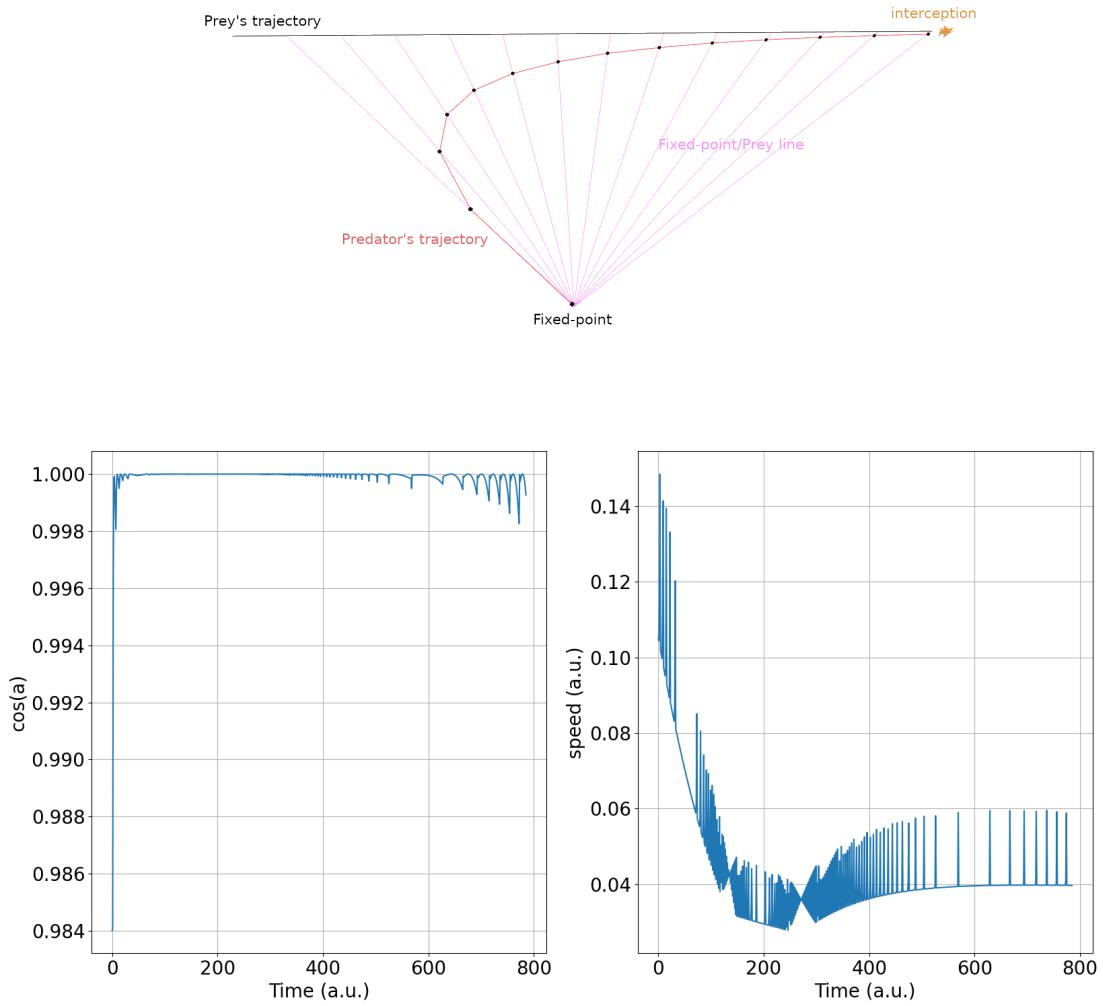 interception
Prey's trajectory
Fixed-point/Prey line
Predator's trajectory
Fixed-point
cos(a)
1.000
0.998
0.996
0.994
0.992
0.990
0.988
0.986
0.984
0
200
400
600
800
Time (a.u.)
speed (a.u.)
0.14
0.12
0.10
0.08
0.06
0.04
0
200
400
600
800
Time (a.u.)